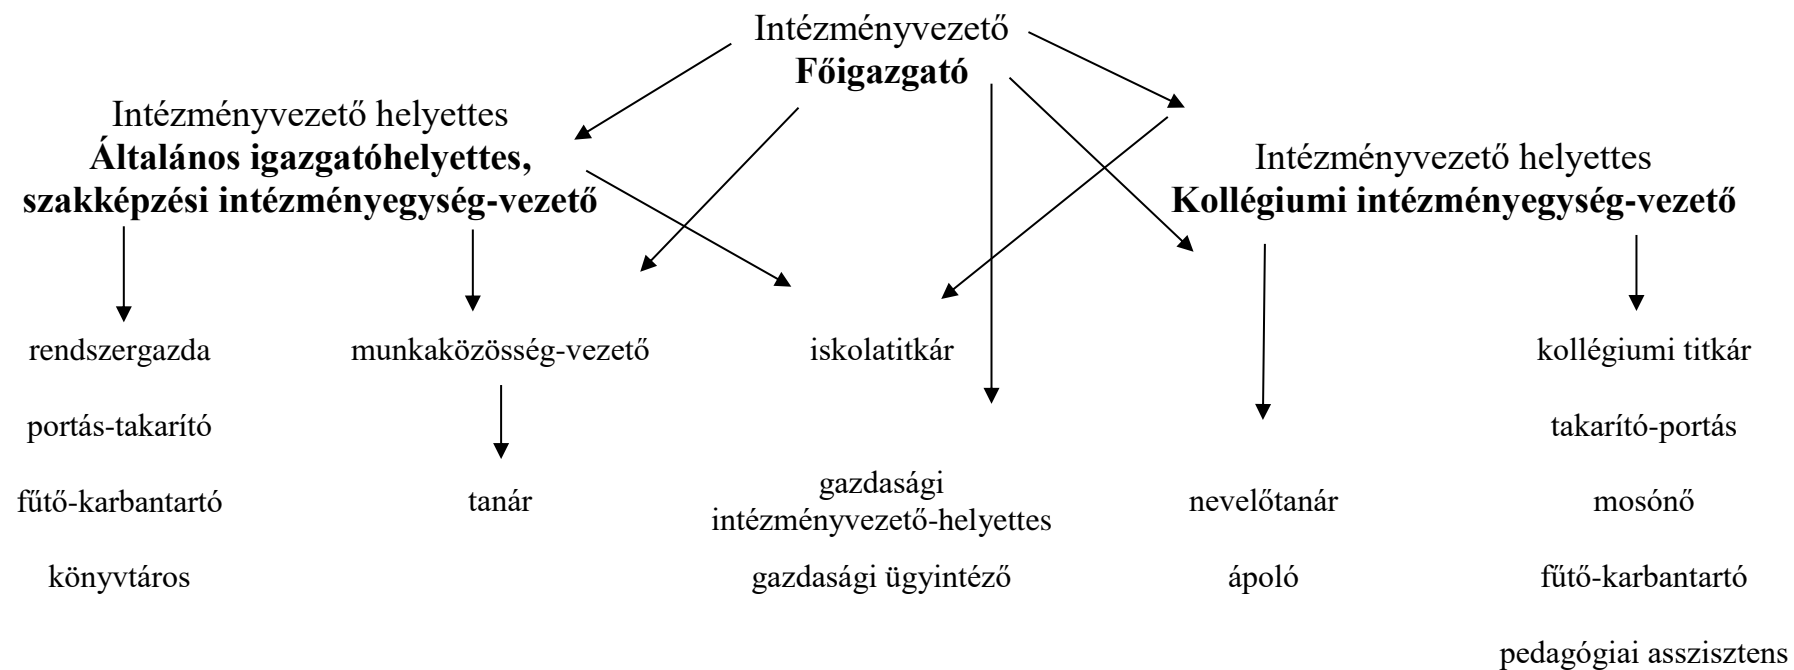 Intézményvezető
Főigazgató
Intézményvezető helyettes
Általános igazgatóhelyettes,
szakképzési intézményegység-vezető
Intézményvezető helyettes
Kollégiumi intézményegység-vezető
rendszergazda
munkaközösség-vezető
iskolatitkár
kollégiumi titkár
portás-takarító
takarító-portás
gazdasági
intézményvezető-helyettes
fűtő-karbantartó
tanár
nevelőtanár
mosónő
könyvtáros
gazdasági ügyintéző
ápoló
fűtő-karbantartó
pedagógiai asszisztens